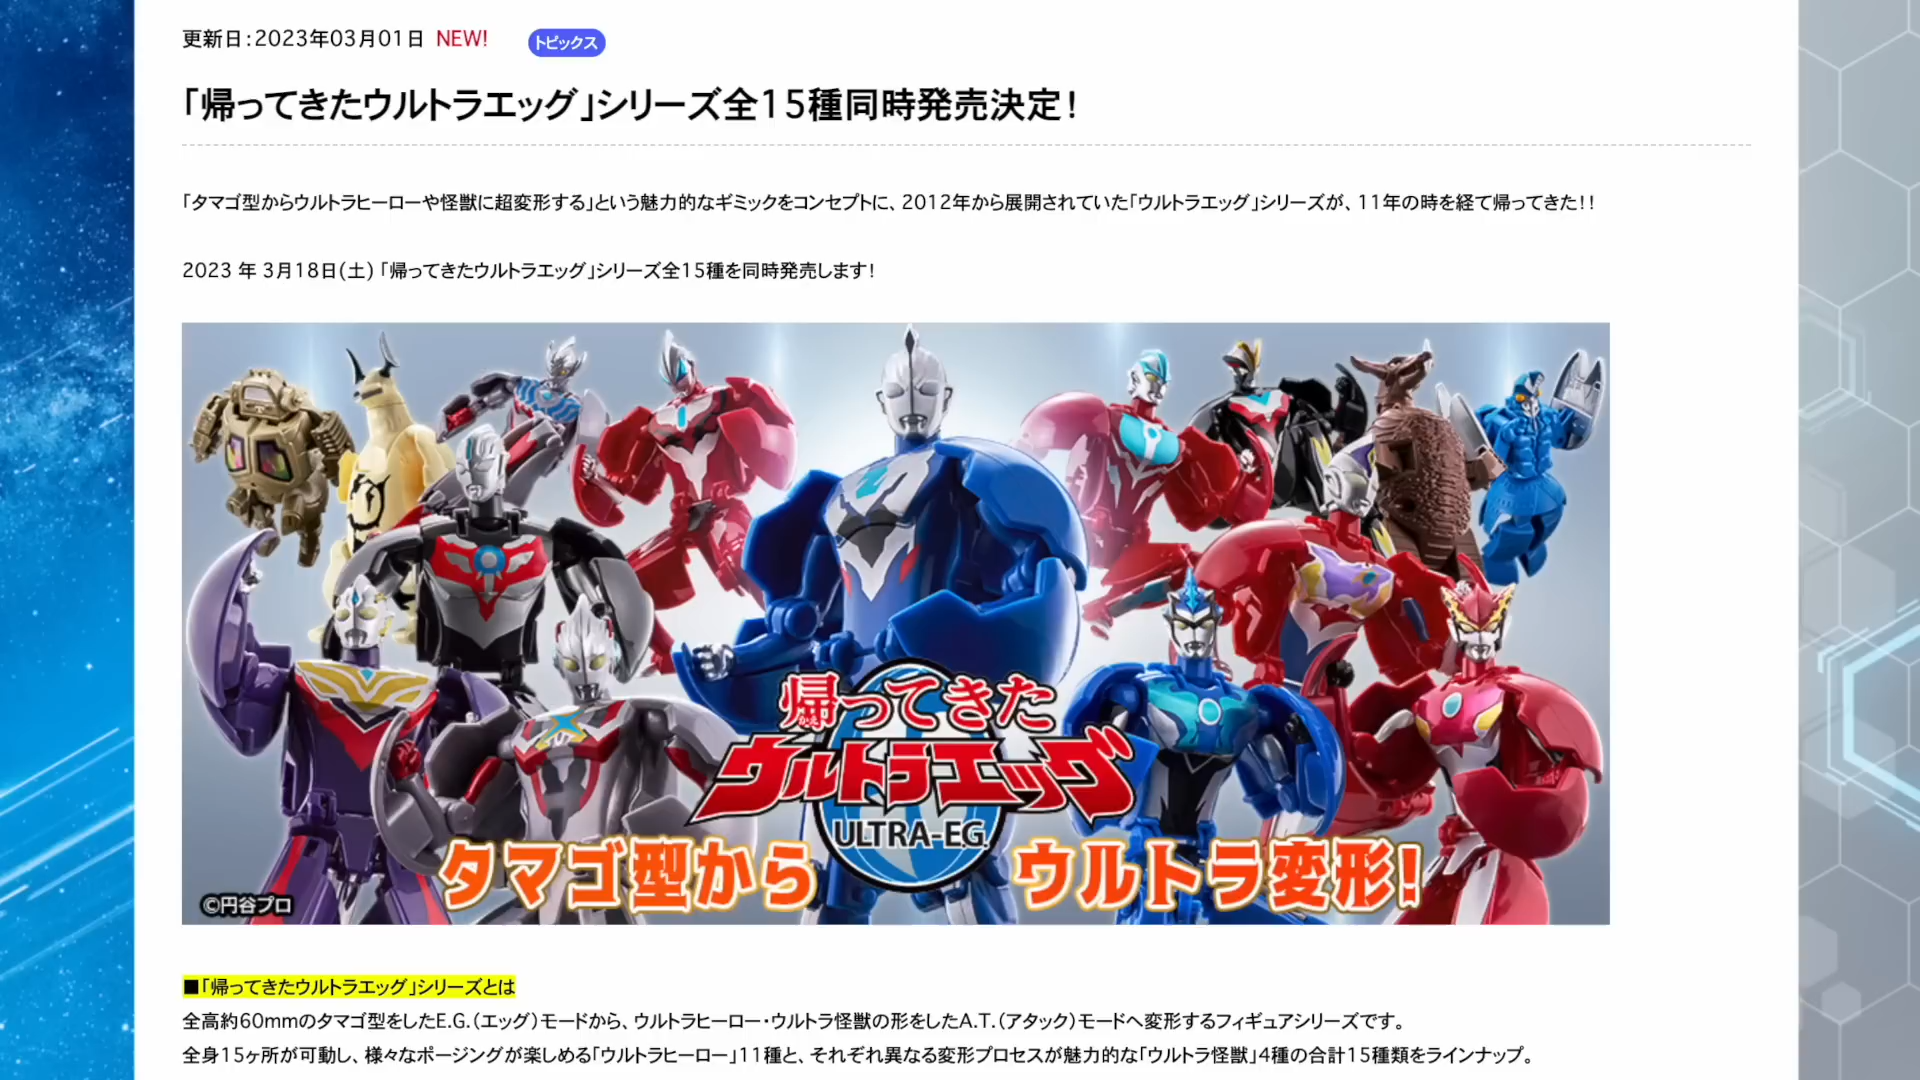 更新日：2023年03月01日 NEW! トピックス
「帰ってきたウルトラエッグ」シリーズ全15種同時発売決定！
「タマゴ型からウルトラヒーローや怪獣に超変形する」という魅力的なギミックをコンセプトに、2012年から展開されていた「ウルトラエッグ」シリーズが、11年の時を経て帰ってきた！！
2023 年 3月18日(土) 「帰ってきたウルトラエッグ」シリーズ全15種を同時発売します！
帰ってきた
かえ
ウルトラエッグ
ULTRA-EG.
タマゴ型から ウルトラ変形！
©円谷プロ
■「帰ってきたウルトラエッグ」シリーズとは
全高約60mmのタマゴ型をしたE.G.（エッグ）モードから、ウルトラヒーロー・ウルトラ怪獣の形をしたA.T.（アタック）モードへ変形するフィギュアシリーズです。
全身15ヶ所が可動し、様々なポージングが楽しめる「ウルトラヒーロー」11種と、それぞれ異なる変形プロセスが魅力的な「ウルトラ怪獣」4種の合計15種類をラインナップ。